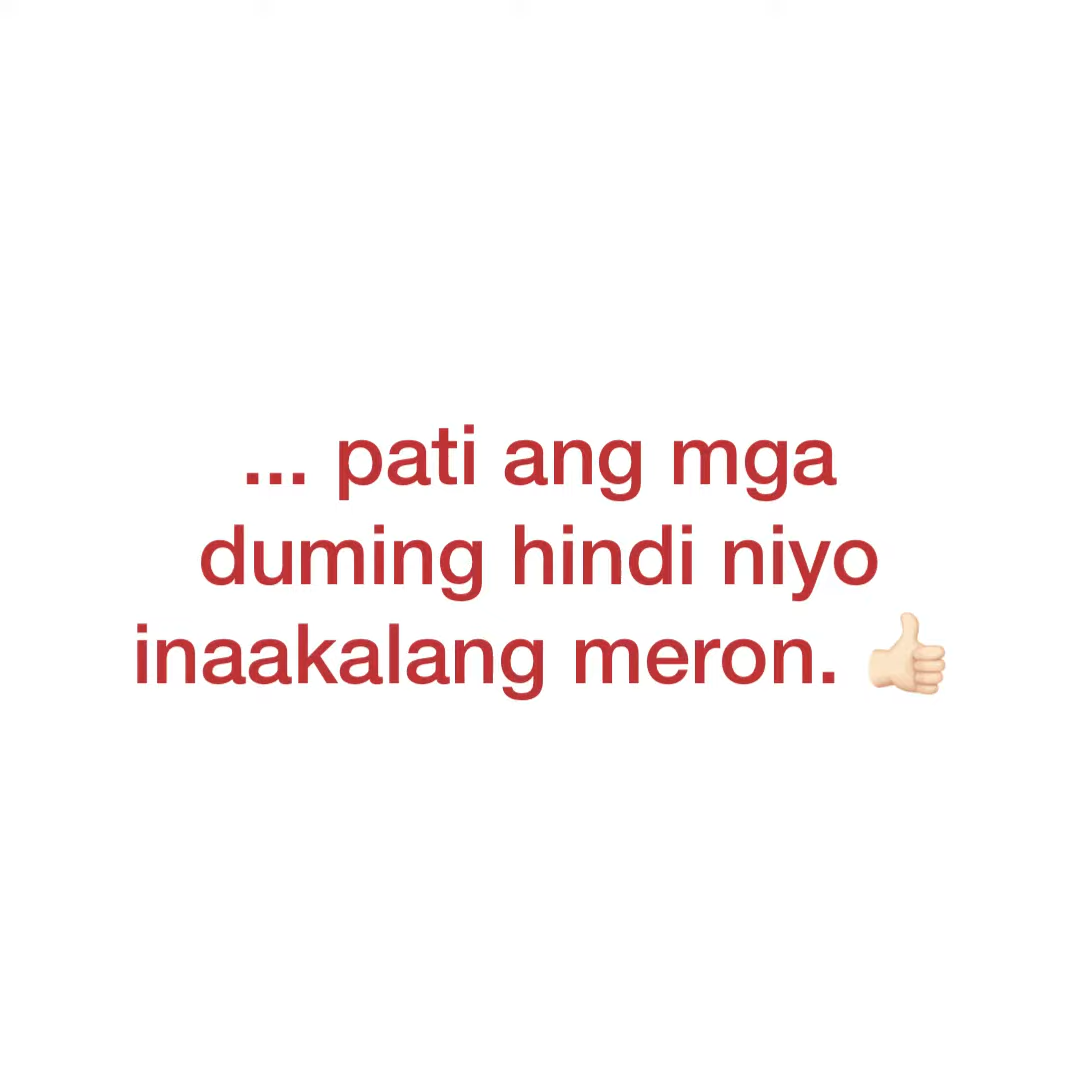 ... pati ang mga
duming hindi niyo
inaakalang meron. 👍🏻